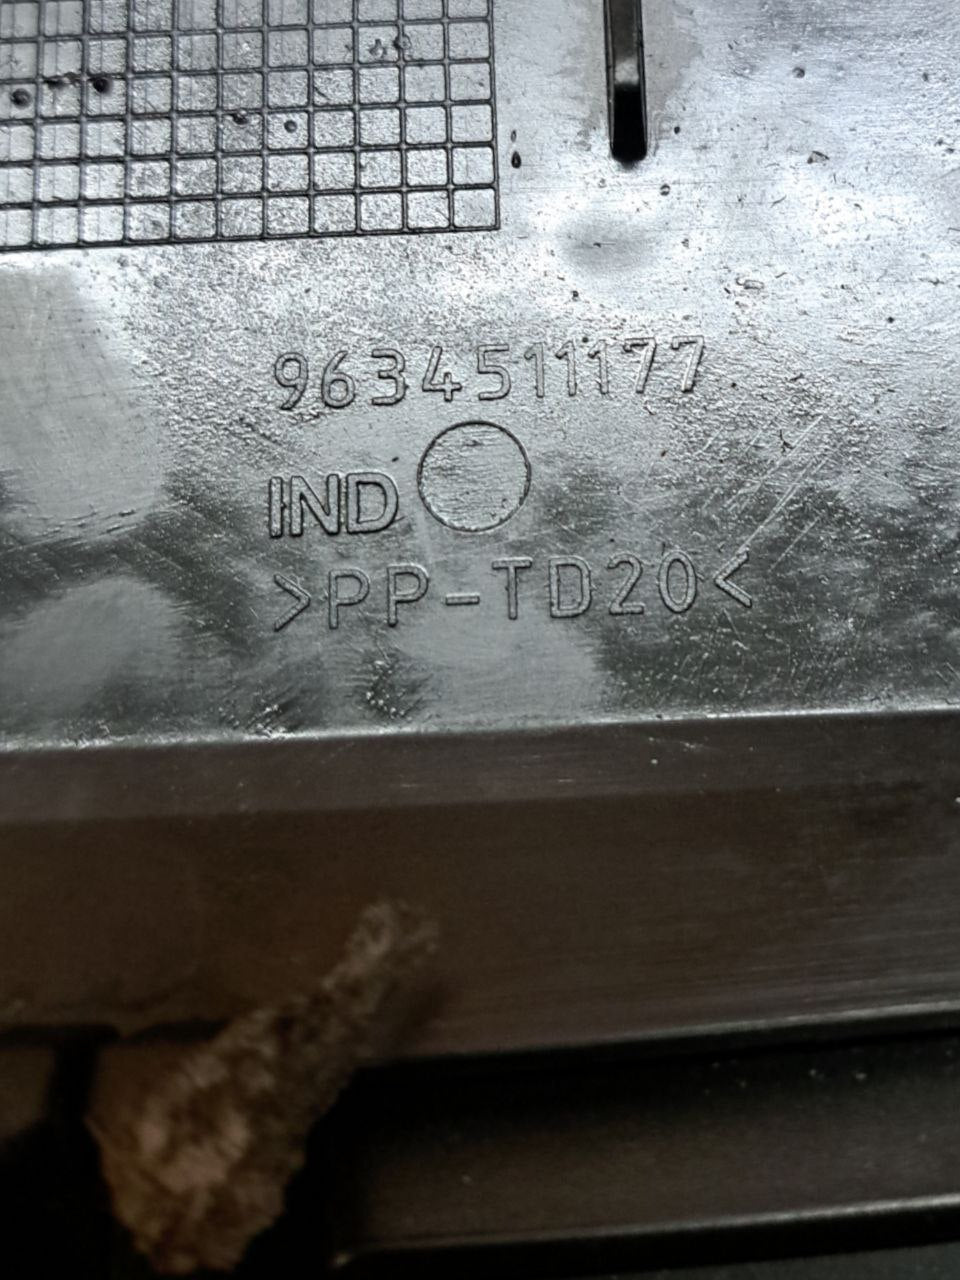 9634511177
IND
>PP-TD20<